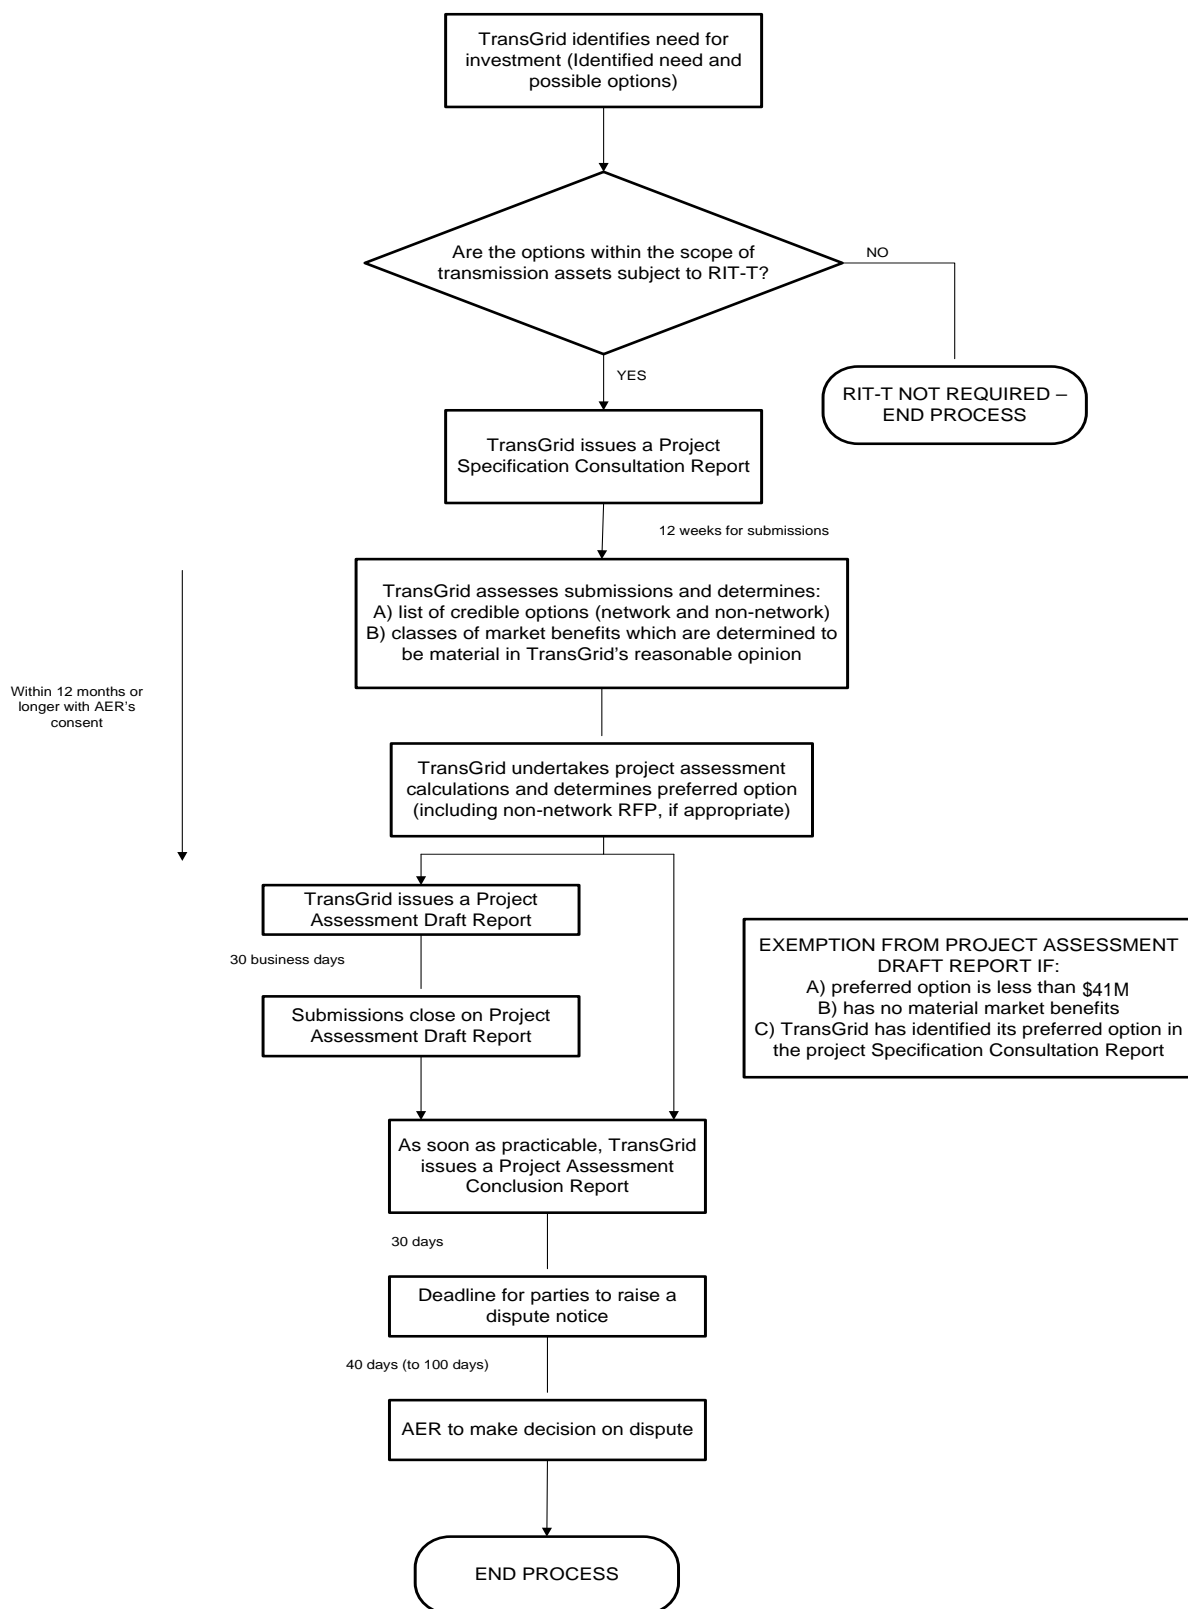 TransGrid identifies need for
investment (Identified need and
possible options)
Are the options within the scope of
transmission assets subject to RIT-T?
NO
YES
RIT-T NOT REQUIRED –
END PROCESS
TransGrid issues a Project
Specification Consultation Report
12 weeks for submissions
TransGrid assesses submissions and determines:
A) list of credible options (network and non-network)
B) classes of market benefits which are determined to
be material in TransGrid's reasonable opinion
Within 12 months or
longer with AER's
consent
TransGrid undertakes project assessment
calculations and determines preferred option
(including non-network RFP, if appropriate)
TransGrid issues a Project
Assessment Draft Report
30 business days
Submissions close on Project
Assessment Draft Report
EXEMPTION FROM PROJECT ASSESSMENT
DRAFT REPORT IF:
A) preferred option is less than $41M
B) has no material market benefits
C) TransGrid has identified its preferred option in
the project Specification Consultation Report
As soon as practicable, TransGrid
issues a Project Assessment
Conclusion Report
30 days
Deadline for parties to raise a
dispute notice
40 days (to 100 days)
AER to make decision on dispute
END PROCESS